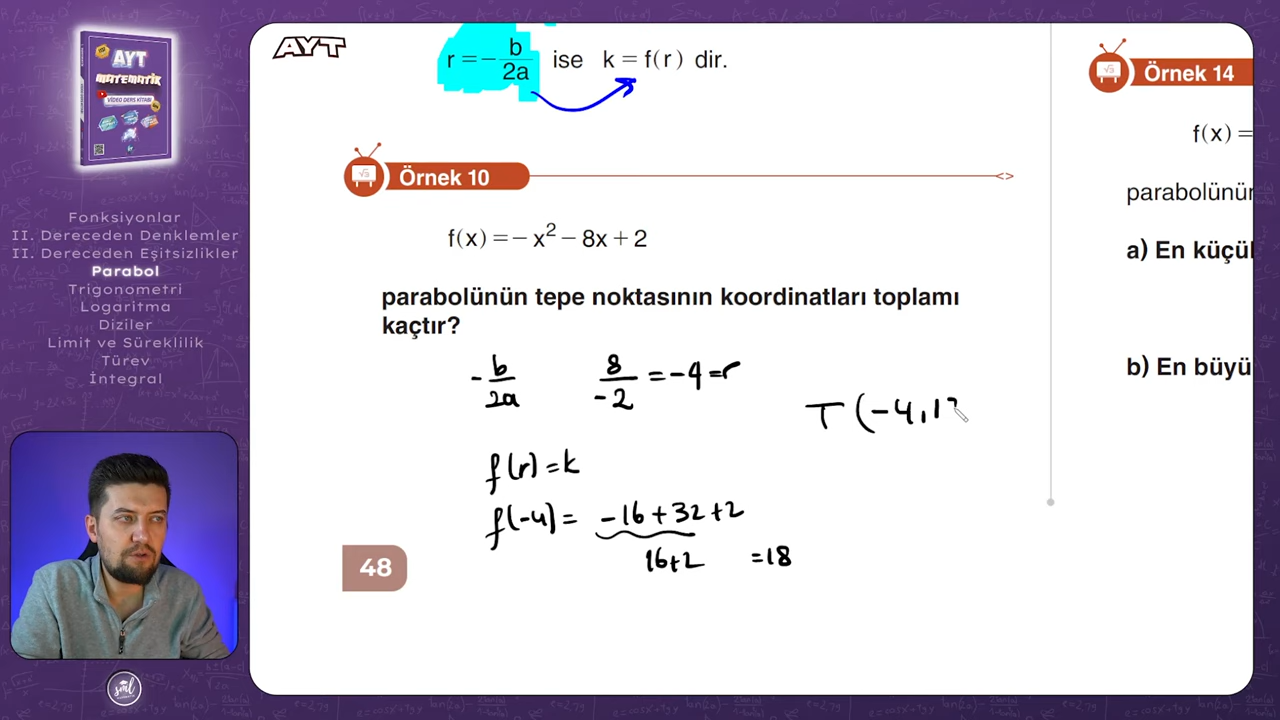 AYT
AYT
MATEMATİK
VİDEO DERS KİTABI
Fonksiyonlar
II. Dereceden Denklemler
II. Dereceden Eşitsizlikler
Parabol
Trigonometri
Logaritma
Diziler
Limit ve Süreklilik
Türev
İntegral
sml
r = - b/2a ise k = f(r) dir.
Örnek 10
f(x) = - x² - 8x + 2
parabolünün tepe noktasının koordinatları toplamı
kaçtır?
- b/2a 8/-2 = -4 = r
T (-4, 1
f(r) = k
f(-4) = -16 + 32 + 2
16+2 = 18
48
Örnek 14
f(x) =
parabolünün
a) En küçük
b) En büyü